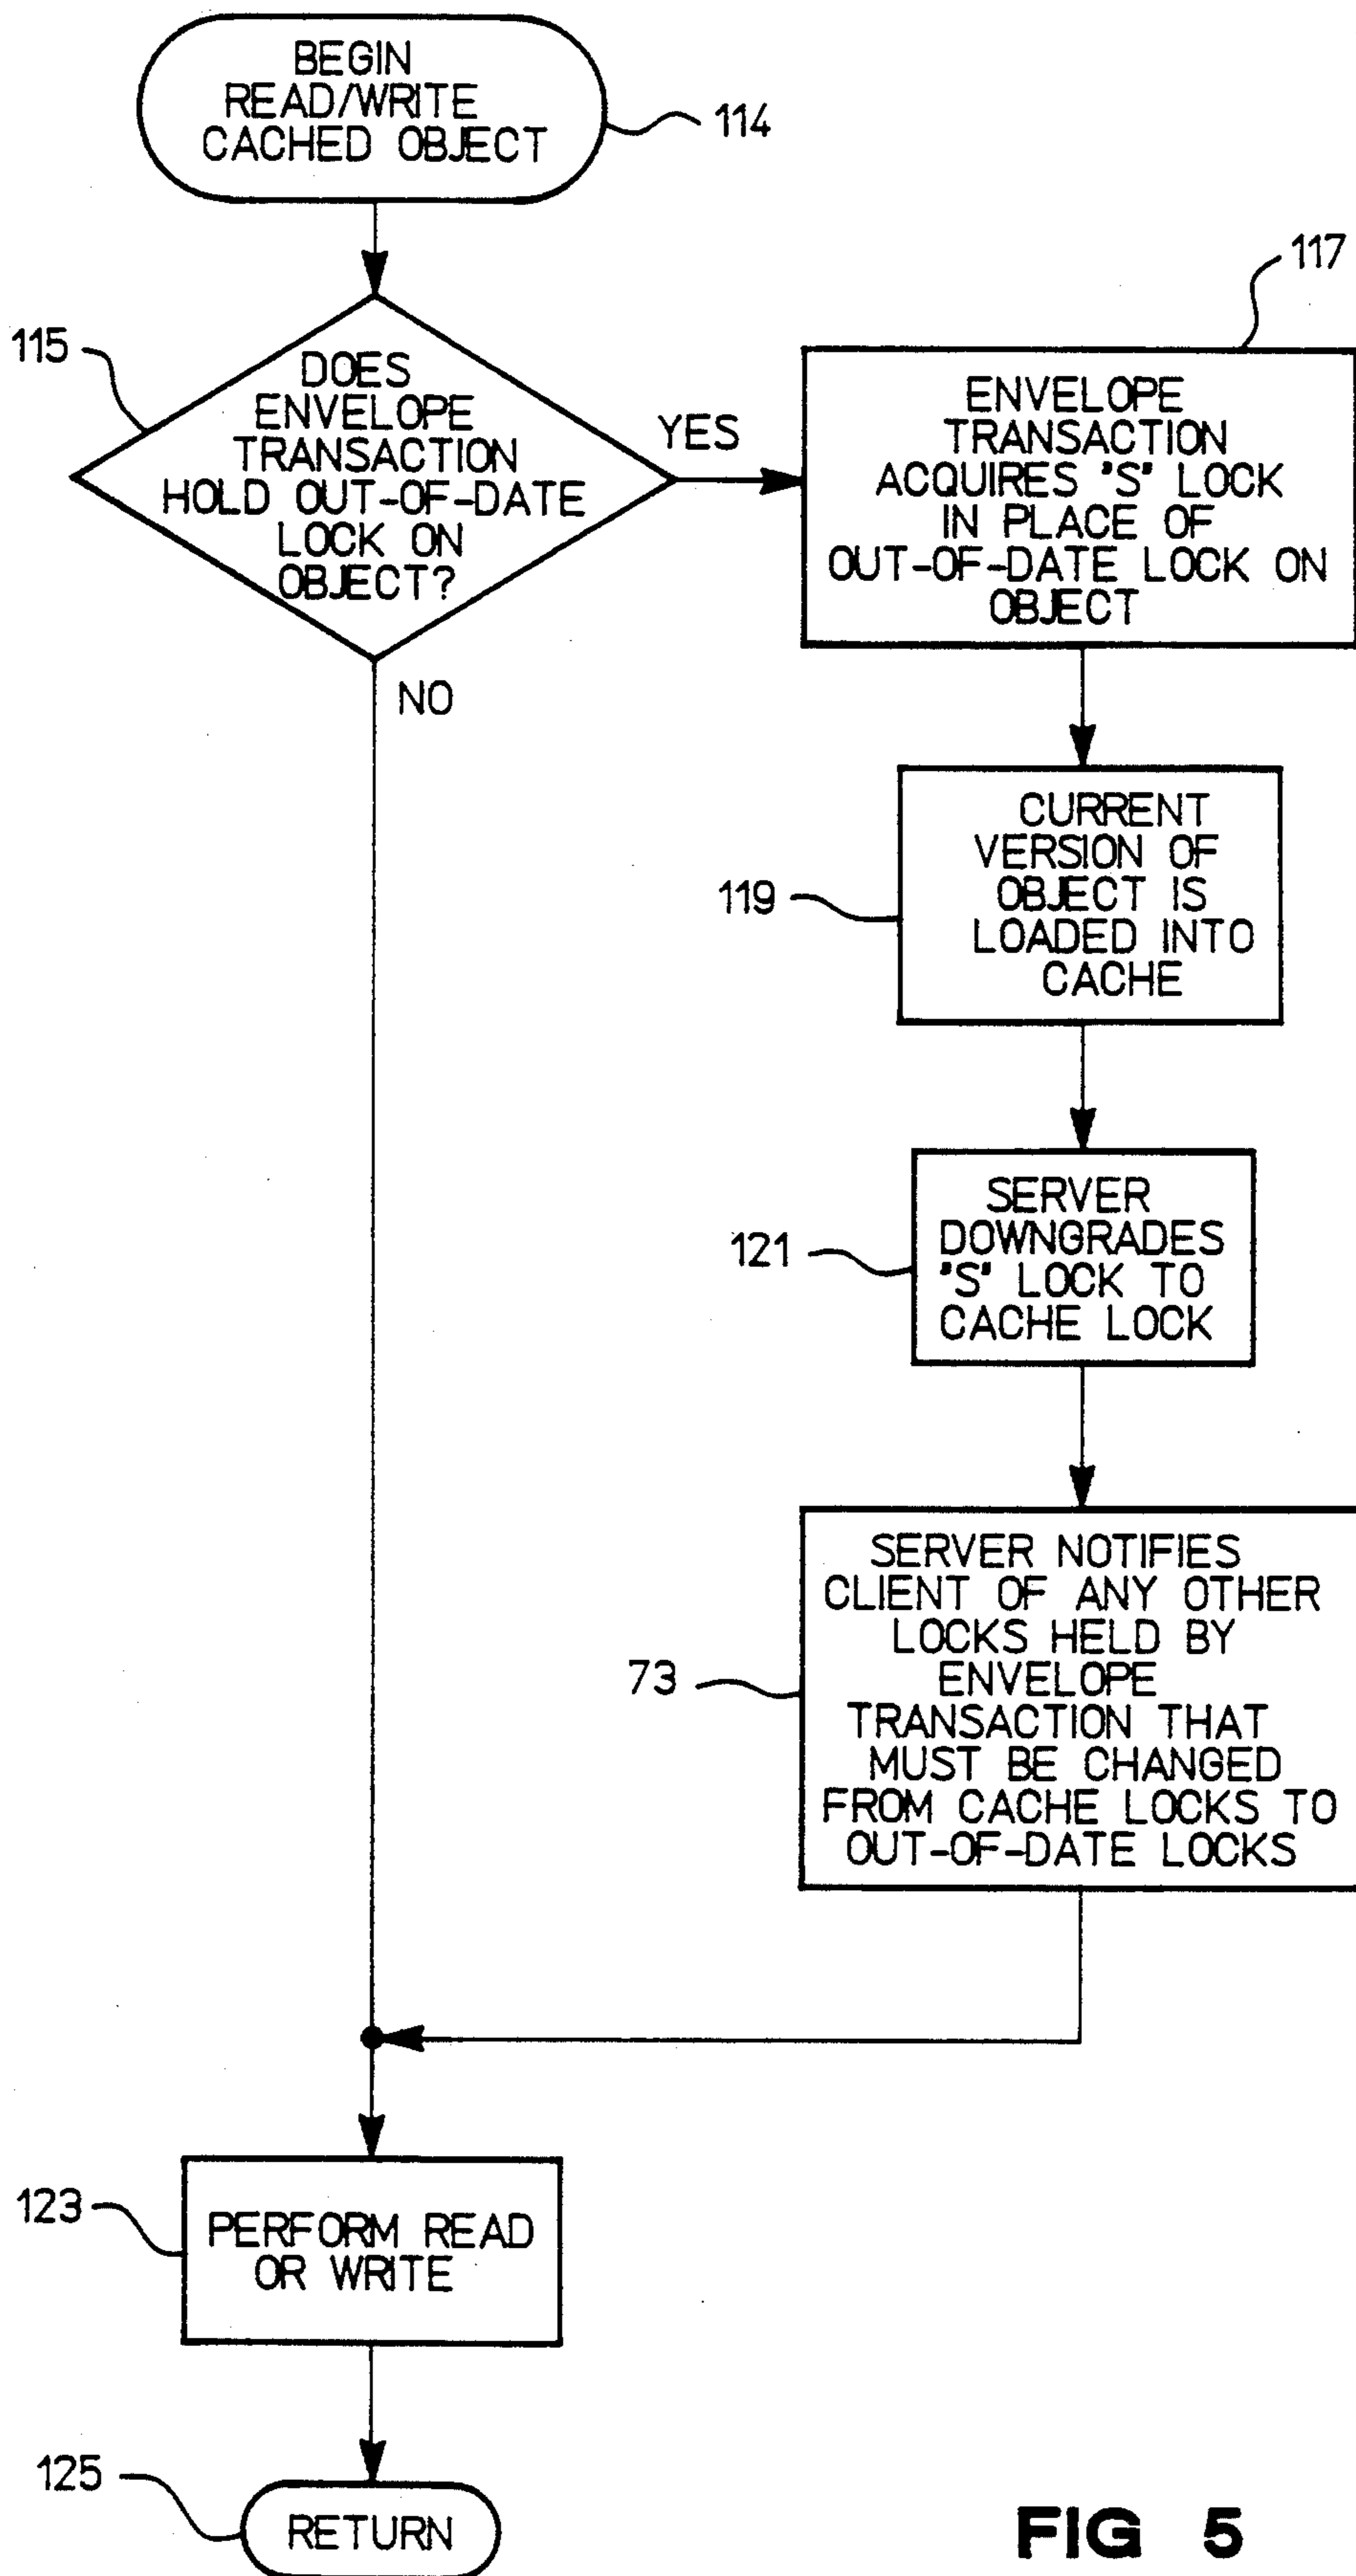 BEGIN
READ/WRITE
CACHED OBJECT
114
115
DOES
ENVELOPE
TRANSACTION
HOLD OUT-OF-DATE
LOCK ON
OBJECT?
YES
NO
117
ENVELOPE
TRANSACTION
ACQUIRES "S" LOCK
IN PLACE OF
OUT-OF-DATE LOCK ON
OBJECT
119
CURRENT
VERSION OF
OBJECT IS
LOADED INTO
CACHE
121
SERVER
DOWNGRADES
"S" LOCK TO
CACHE LOCK
73
SERVER NOTIFIES
CLIENT OF ANY OTHER
LOCKS HELD BY
ENVELOPE
TRANSACTION THAT
MUST BE CHANGED
FROM CACHE LOCKS TO
OUT-OF-DATE LOCKS
123
PERFORM READ
OR WRITE
125
RETURN
FIG 5